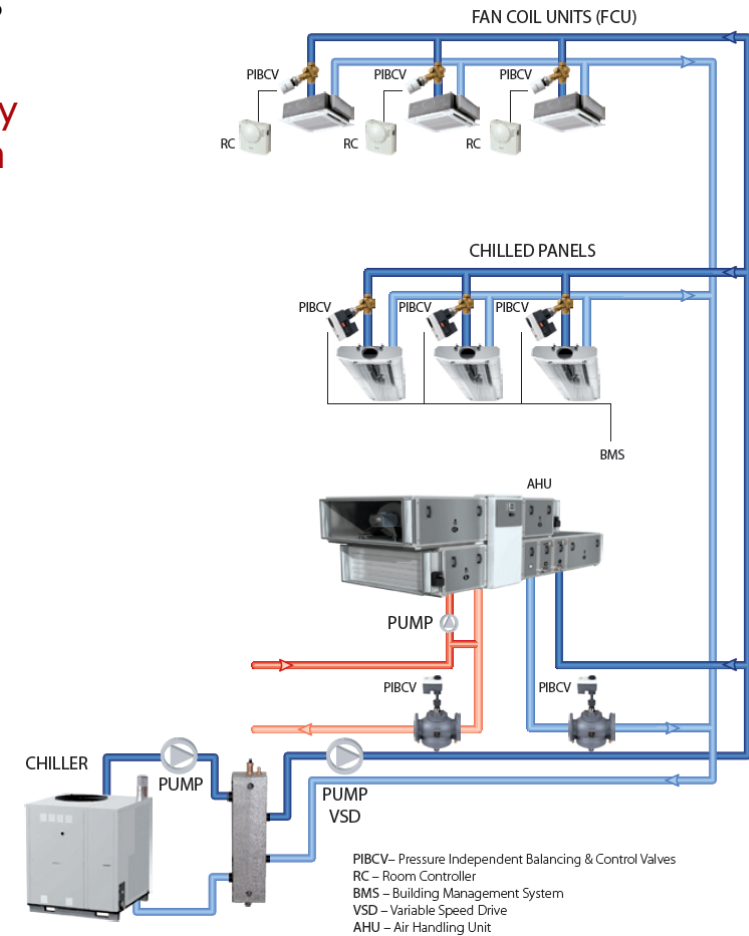 FAN COIL UNITS (FCU)
PIBCV
PIBCV
PIBCV
RC
RC
RC
CHILLED PANELS
PIBCV
PIBCV
PIBCV
BMS
AHU
PUMP
PIBCV
PIBCV
CHILLER
PUMP
PUMP
VSD
PIBCV– Pressure Independent Balancing & Control Valves
RC – Room Controller
BMS – Building Management System
VSD – Variable Speed Drive
AHU – Air Handling Unit